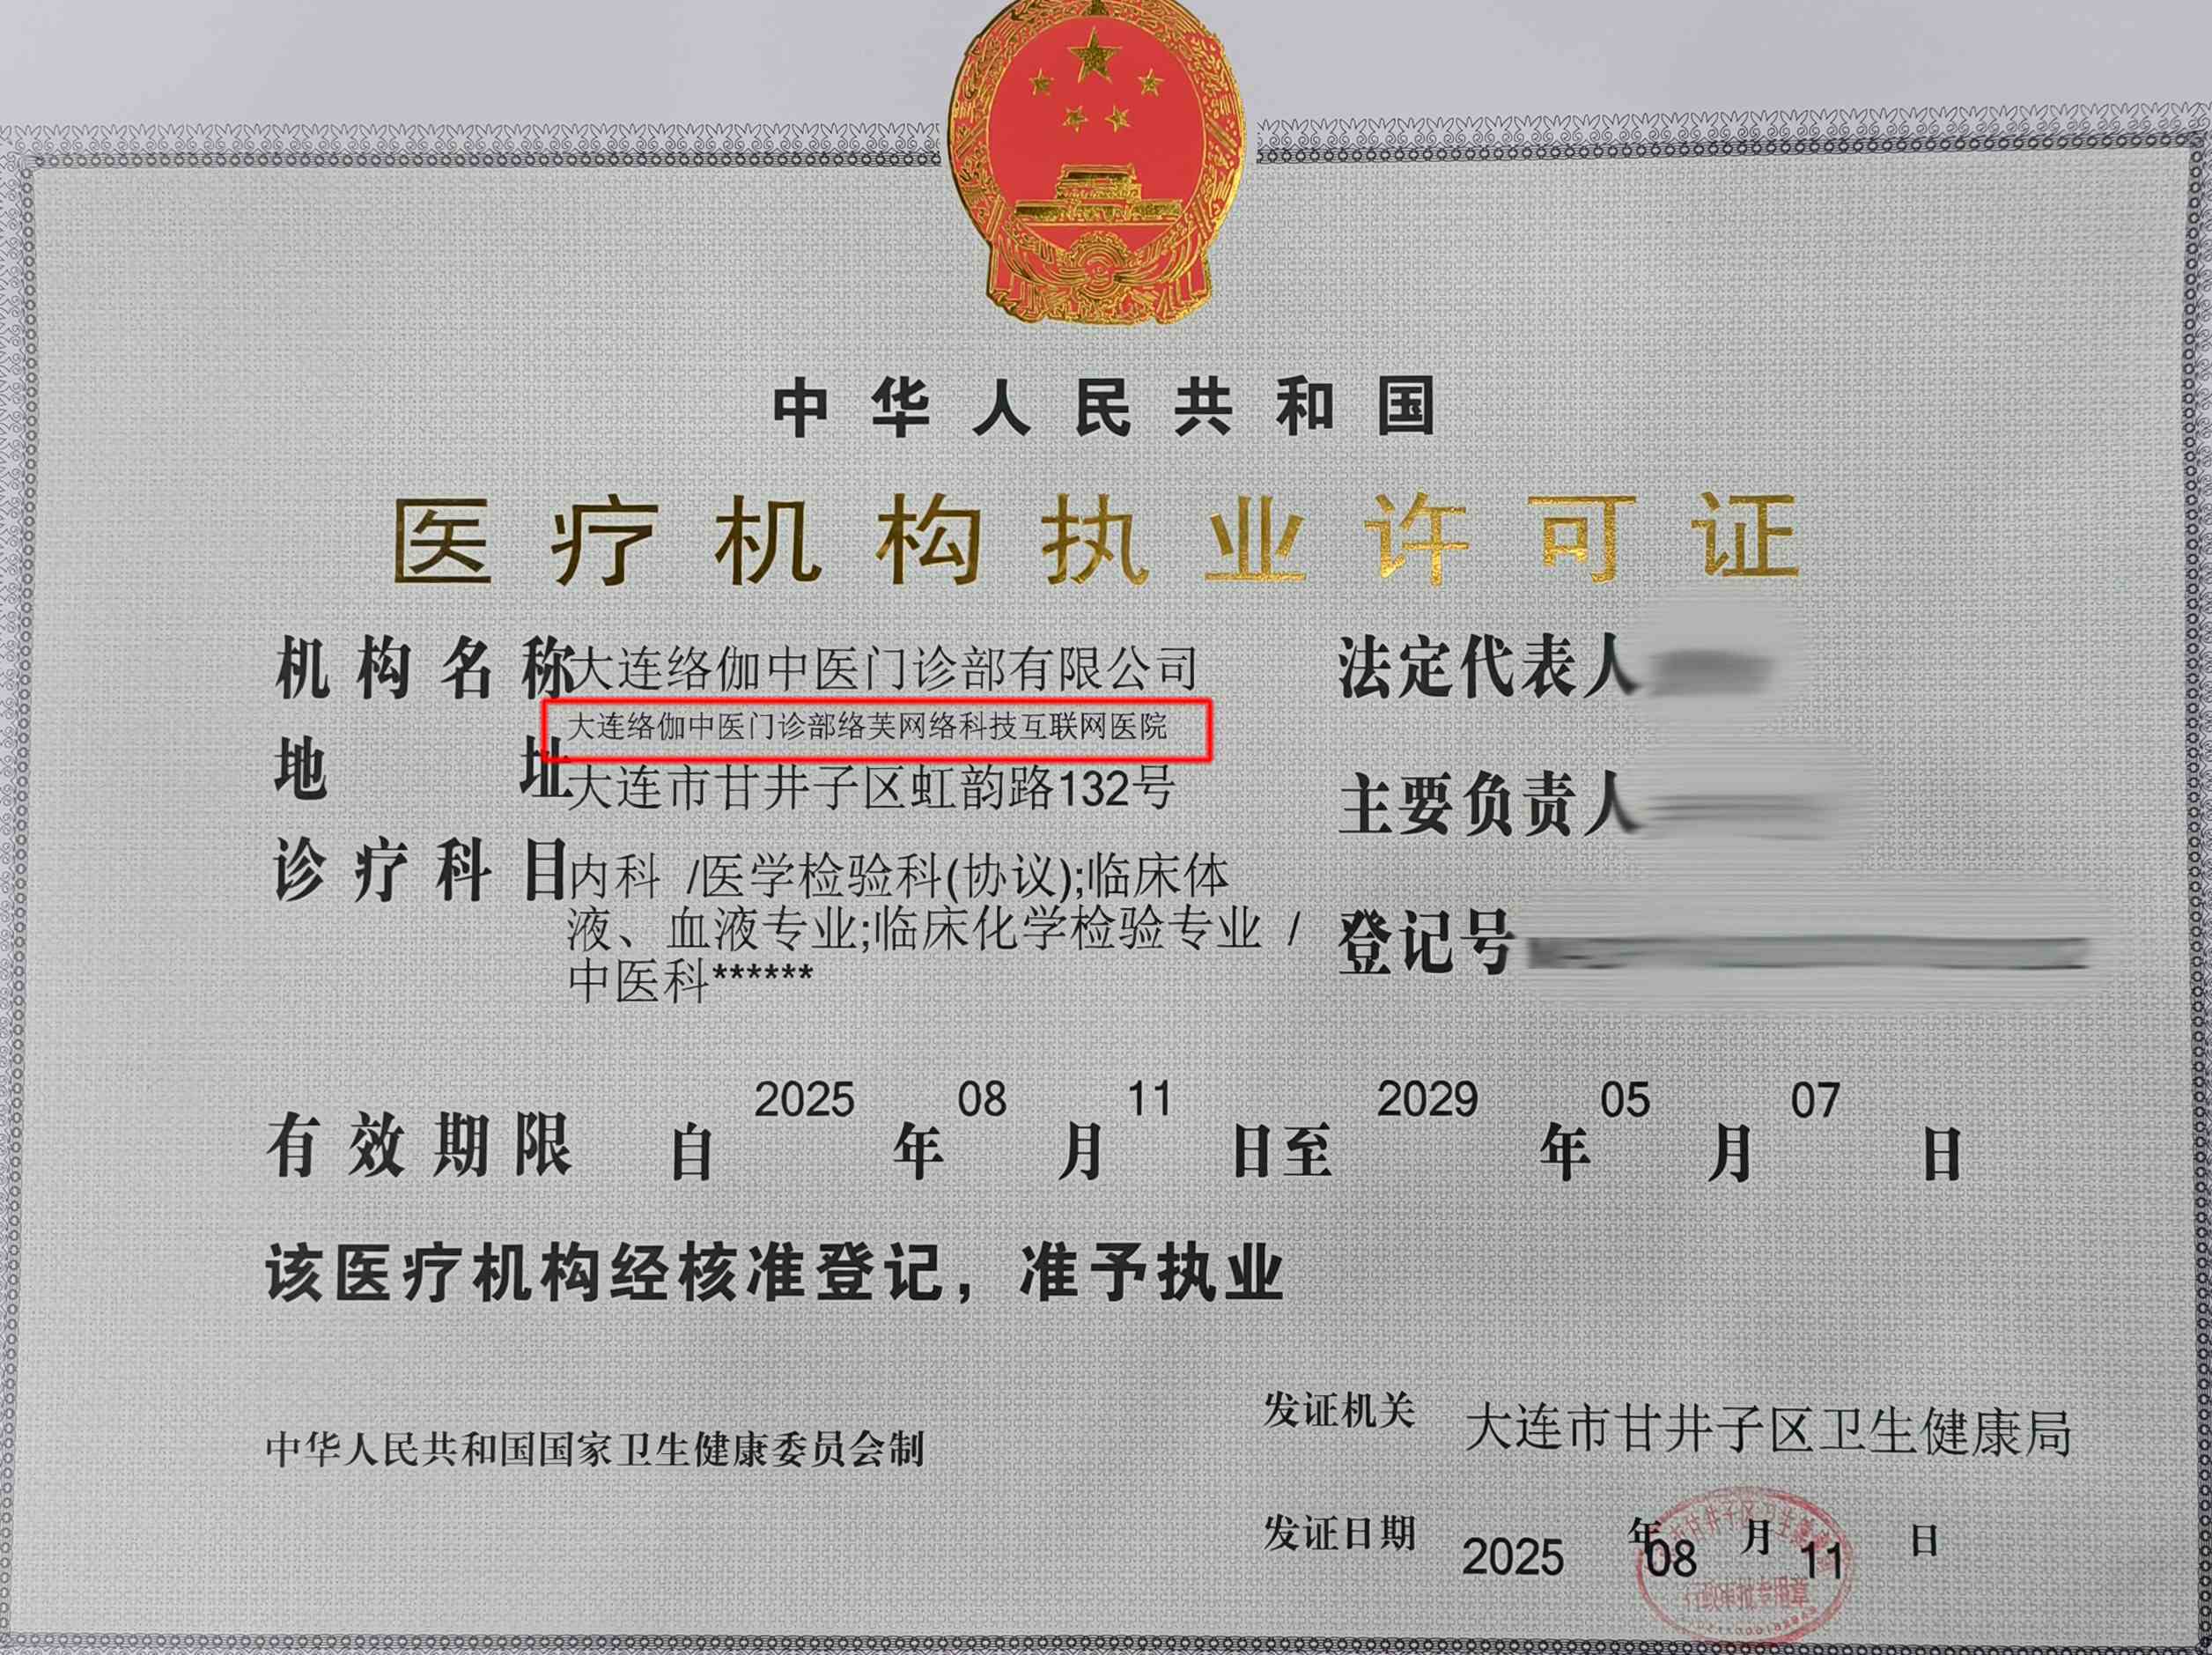 中华人民共和国
医疗机构执业许可证
机构名称 大连络伽中医门诊部有限公司
大连络伽中医门诊部络芙网络科技互联网医院
地址 大连市甘井子区虹韵路132号
诊疗科目 内科 /医学检验科(协议);临床体
液、血液专业;临床化学检验专业 /
中医科******
法定代表人
主要负责人
登记号
有效期限 自 2025 年 08 月 11 日至 2029 年 05 月 07 日
该医疗机构经核准登记，准予执业
中华人民共和国国家卫生健康委员会制
发证机关 大连市甘井子区卫生健康局
发证日期 2025 年 08 月 11 日
行政审批专用章